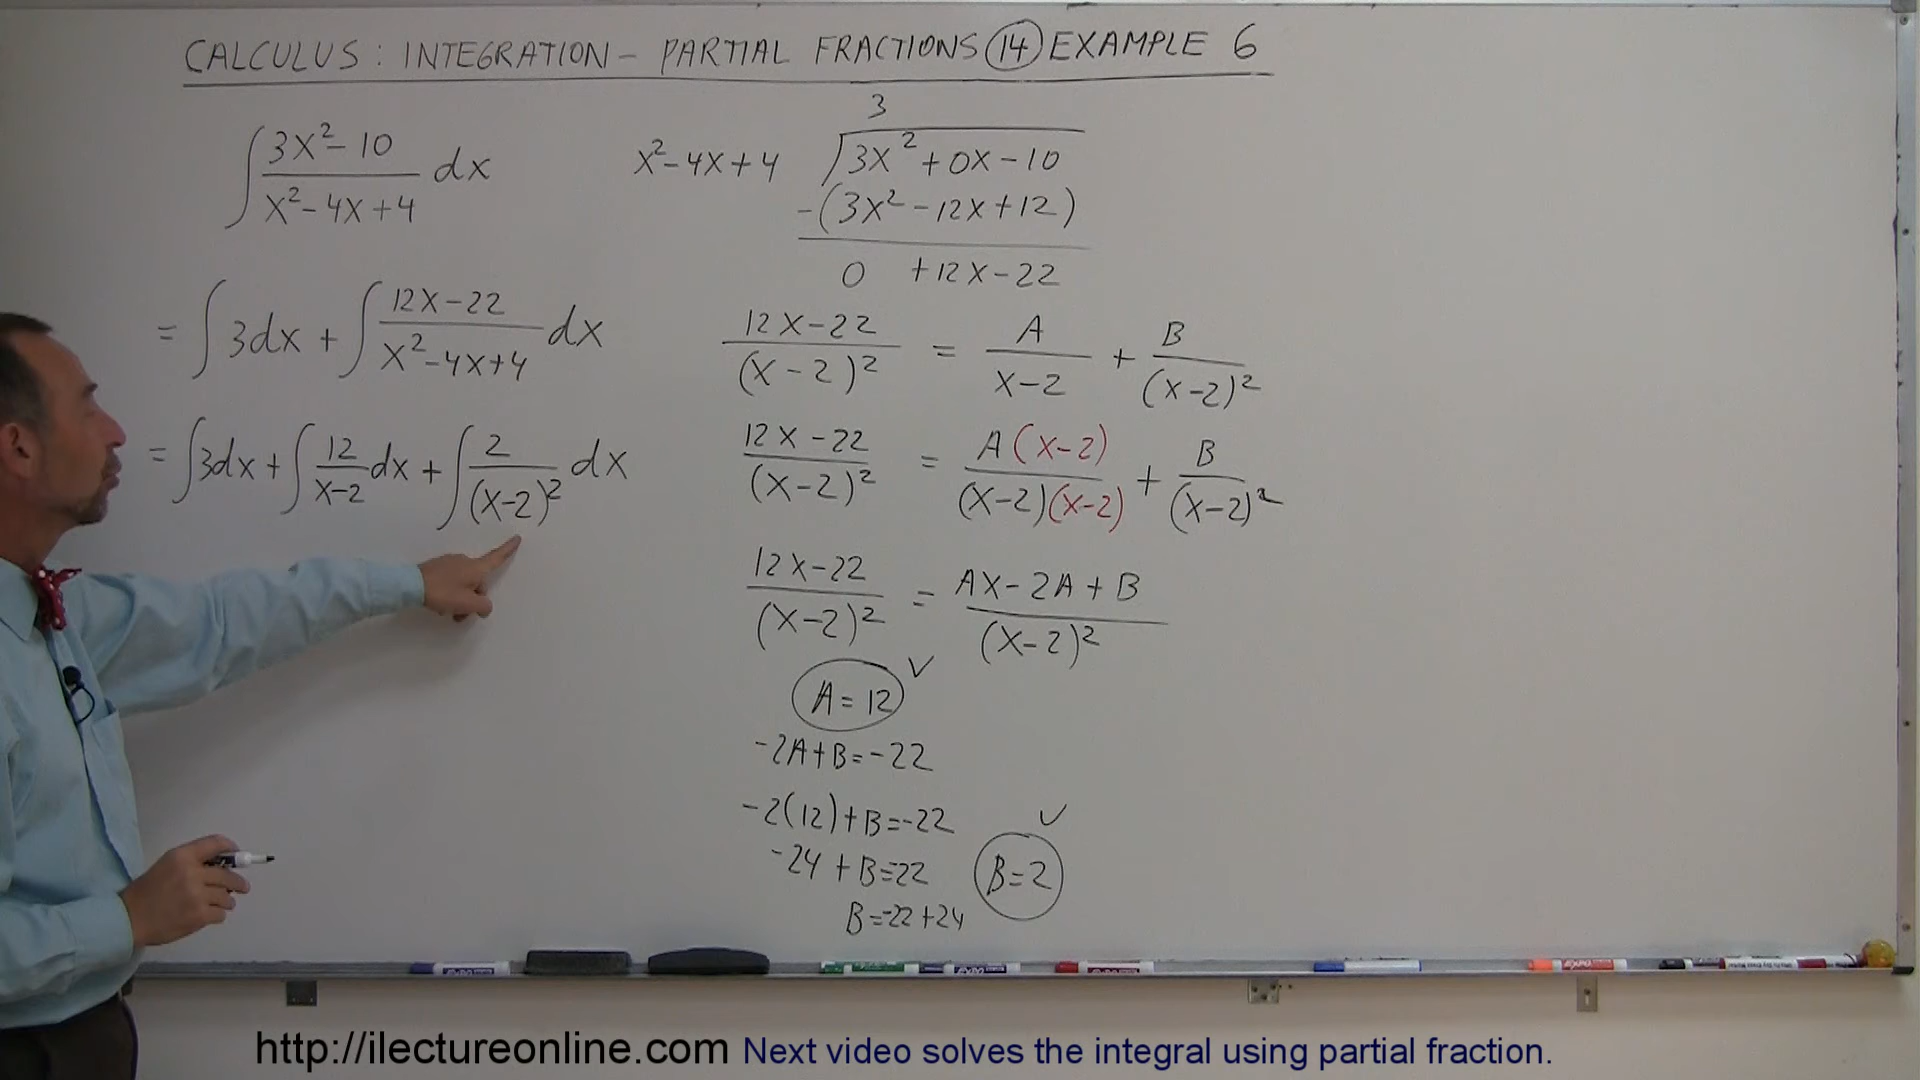 CALCULUS: INTEGRATION – PARTIAL FRACTIONS 14 EXAMPLE 6
∫ (3X² – 10)/(X² – 4X + 4) dx
3
X² – 4X + 4 √ 3X² + 0X – 10
– (3X² – 12X + 12)
0 + 12X – 22
= ∫ 3dx + ∫ (12X – 22)/(X² – 4X + 4) dx
= ∫ 3dx + ∫ 12/(X–2) dx + ∫ 2/(X–2)² dx
(12X – 22)/(X – 2)² = A/(X–2) + B/(X–2)²
(12X – 22)/(X–2)² = A(X–2)/(X–2)(X–2) + B/(X–2)²
(12X–22)/(X–2)² = (AX – 2A + B)/(X–2)²
A = 12 ✓
–2A + B = –22
–2(12) + B = –22
–24 + B = –22
B = –22 + 24
B = 2 ✓
EXPO
http://ilectureonline.com Next video solves the integral using partial fraction.